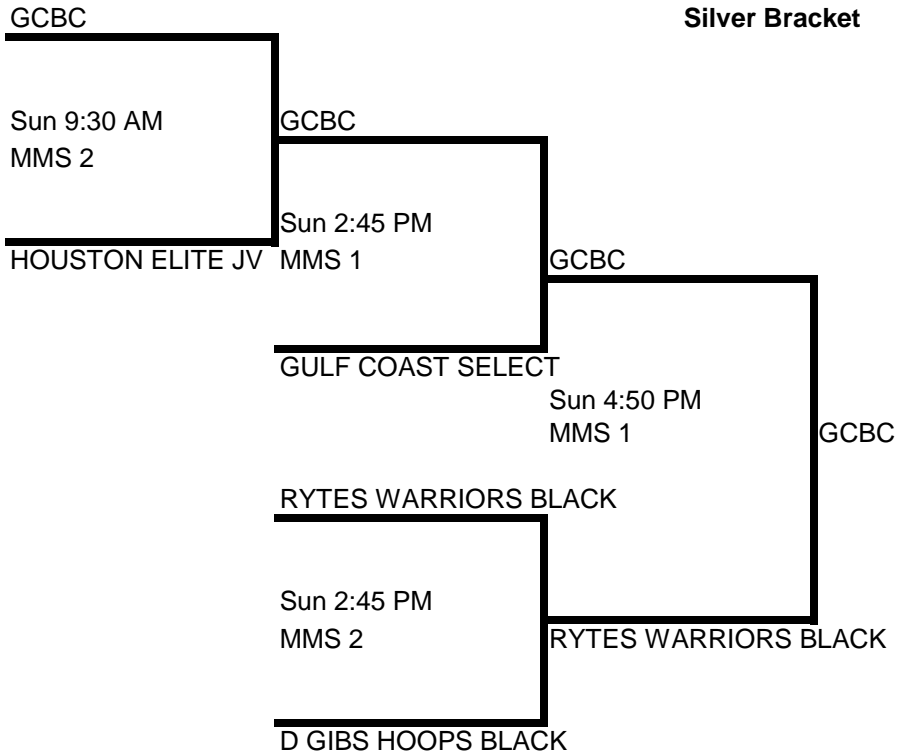 GCBC
Silver Bracket
Sun 9:30 AM
MMS 2
GCBC
HOUSTON ELITE JV
Sun 2:45 PM
MMS 1
GCBC
GULF COAST SELECT
Sun 4:50 PM
MMS 1
GCBC
RYTES WARRIORS BLACK
Sun 2:45 PM
MMS 2
RYTES WARRIORS BLACK
D GIBS HOOPS BLACK